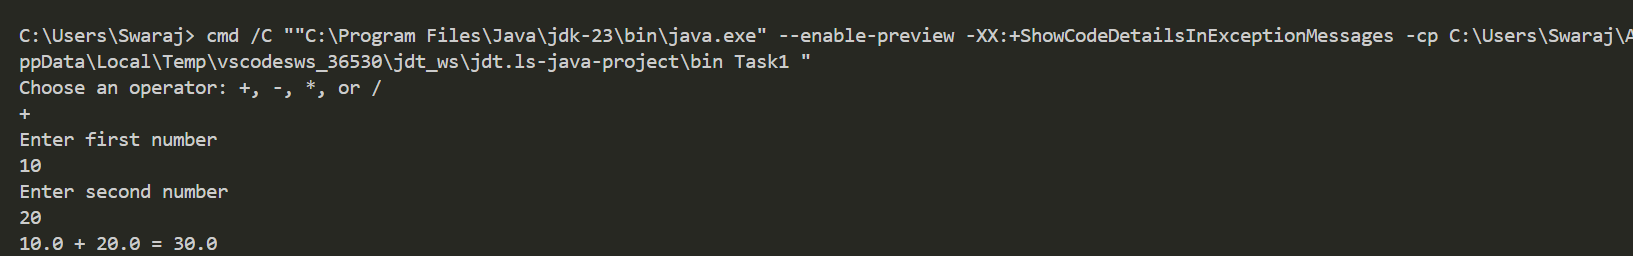 C:\Users\Swaraj> cmd /C ""C:\Program Files\Java\jdk-23\bin\java.exe" --enable-preview -XX:+ShowCodeDetailsInExceptionMessages -cp C:\Users\Swaraj\A
ppData\Local\Temp\vscodesws_36530\jdt_ws\jdt.ls-java-project\bin Task1 "
Choose an operator: +, -, *, or /
+
Enter first number
10
Enter second number
20
10.0 + 20.0 = 30.0